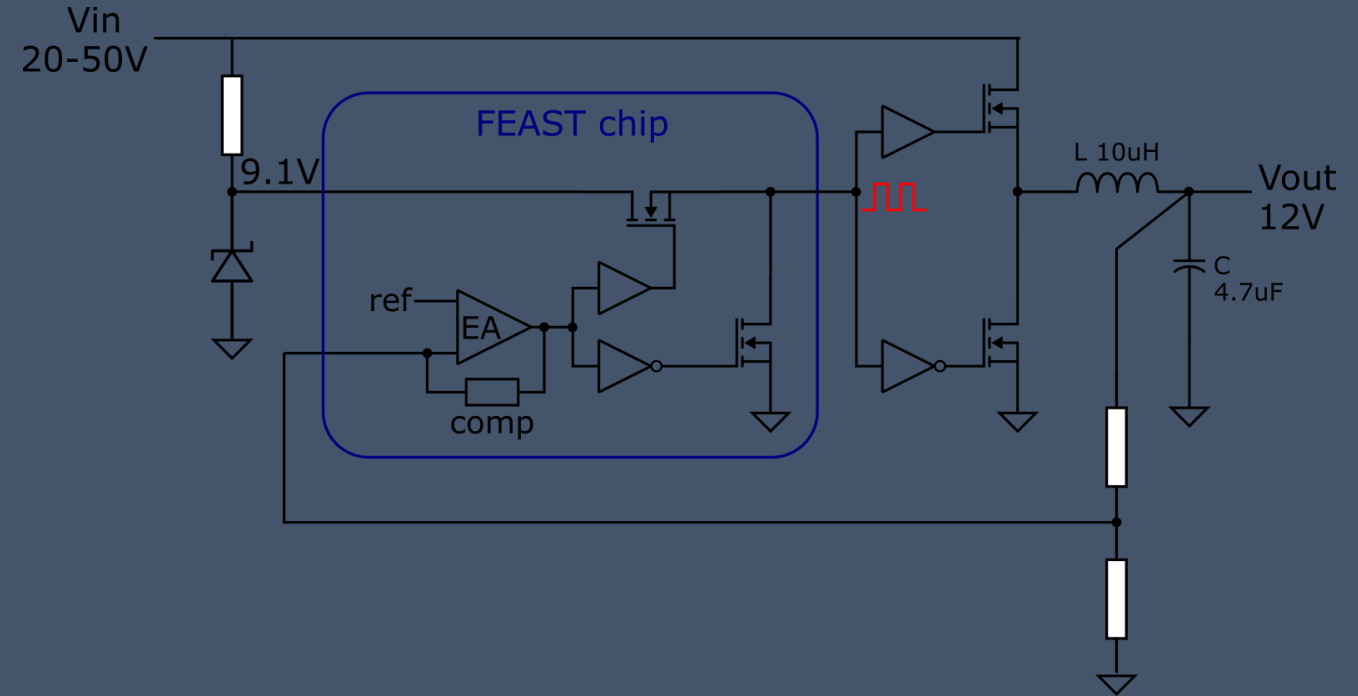 Vin
20-50V
FEAST chip
9.1V
L 10uH
Vout
12V
C
4.7uF
ref
EA
comp